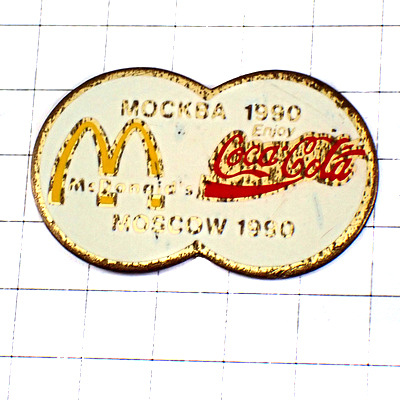 МОСКВА 1990
Enjoy
Coca-Cola
McDonald's
MOSCOW 1990